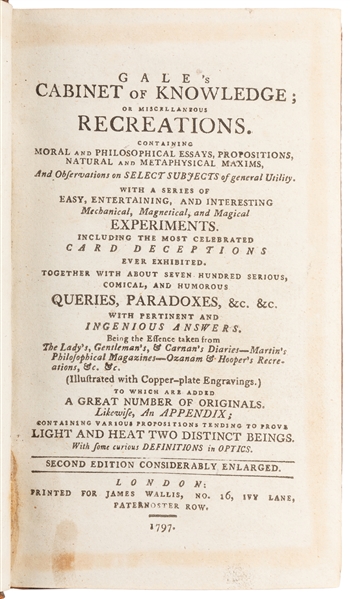 GALE's
CABINET OF KNOWLEDGE;
OR MISCELLANEOUS
RECREATIONS.
CONTAINING
MORAL AND PHILOSOPHICAL ESSAYS, PROPOSITIONS,
NATURAL AND METAPHYSICAL MAXIMS,
And Obſervations on SELECT SUBJECTS of general Utility.
WITH A SERIES OF
EASY, ENTERTAINING, AND INTERESTING
Mechanical, Magnetical, and Magical
EXPERIMENTS.
INCLUDING THE MOST CELEBRATED
CARD DECEPTIONS
EVER EXHIBITED.
TOGETHER WITH ABOUT SEVEN HUNDRED SERIOUS,
COMICAL, AND HUMOROUS
QUERIES, PARADOXES, &c. &c.
WITH PERTINENT AND
INGENIOUS ANSWERS.
Being the Eſſence taken from
The Lady's, Gentleman's, & Carnan's Diaries—Martin's
Philoſophical Magazines—Ozanam & Hooper's Recre-
ations, &c. &c.
(Illuſtrated with Copper-plate Engravings.)
TO WHICH ARE ADDED
A GREAT NUMBER OF ORIGINALS.
Likewiſe, An APPENDIX;
CONTAINING VARIOUS PROPOSITIONS TENDING TO PROVE
LIGHT AND HEAT TWO DISTINCT BEINGS.
With ſome curious DEFINITIONS in OPTICS.
SECOND EDITION CONSIDERABLY ENLARGED.
LONDON:
PRINTED FOR JAMES WALLIS, NO. 16, IVY LANE,
PATERNOSTER ROW.
1797.